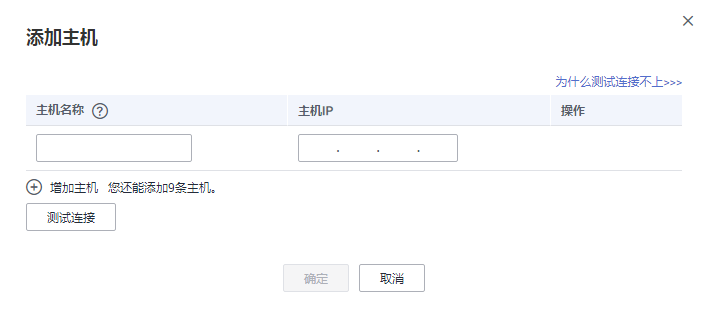 添加主机
为什么测试连接不上>>>
主机名称 ? 主机IP 操作
. . .
增加主机 您还能添加9条主机。
测试连接
确定 取消